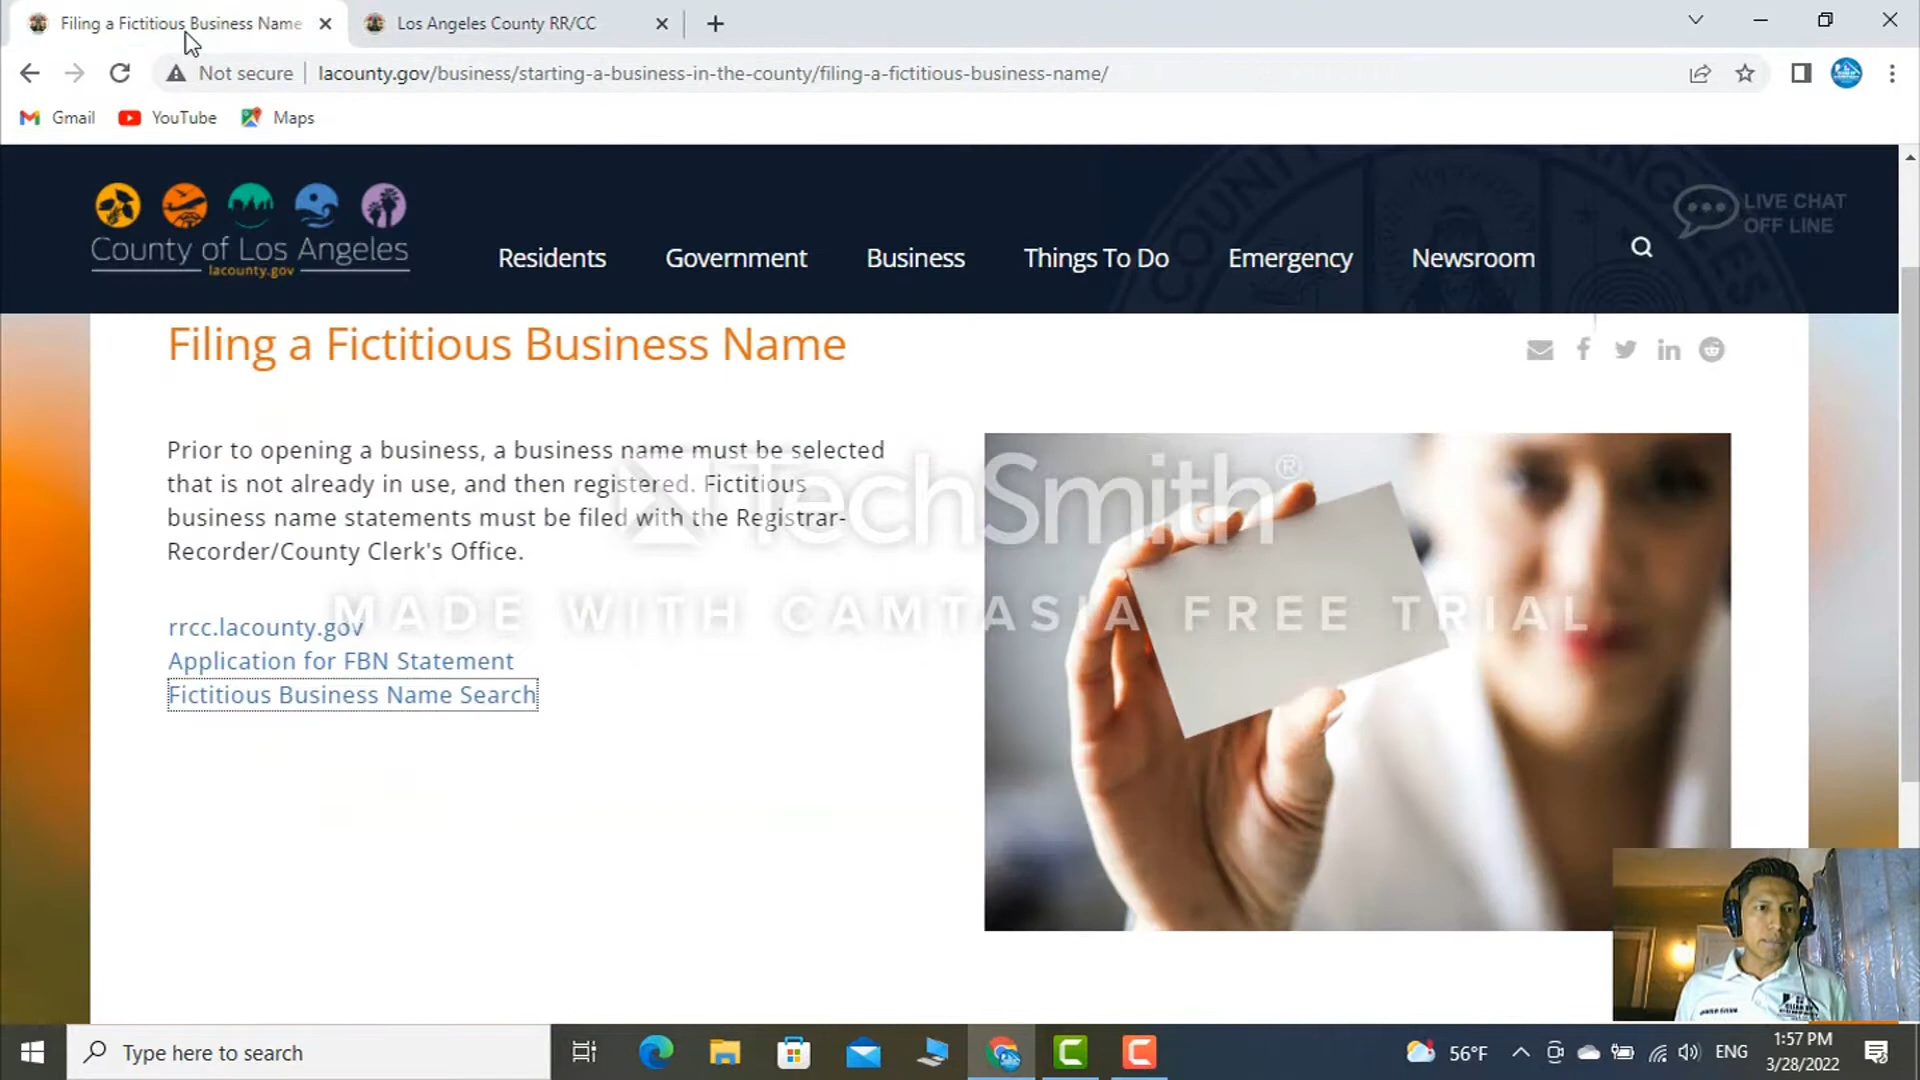 Filing a Fictitious Business Name
Los Angeles County RR/CC
Not secure
lacounty.gov/business/starting-a-business-in-the-county/filing-a-fictitious-business-name/
Gmail
YouTube
Maps
County of Los Angeles
lacounty.gov
Residents
Government
Business
Things To Do
Emergency
Newsroom
LIVE CHAT
OFF LINE
Filing a Fictitious Business Name
Prior to opening a business, a business name must be selected
that is not already in use, and then registered. Fictitious
business name statements must be filed with the Registrar-
Recorder/County Clerk's Office.
TechSmith®
MADE WITH CAMTASIA FREE TRIAL
rrcc.lacounty.gov
Application for FBN Statement
Fictitious Business Name Search
Type here to search
56°F
ENG
1:57 PM
3/28/2022